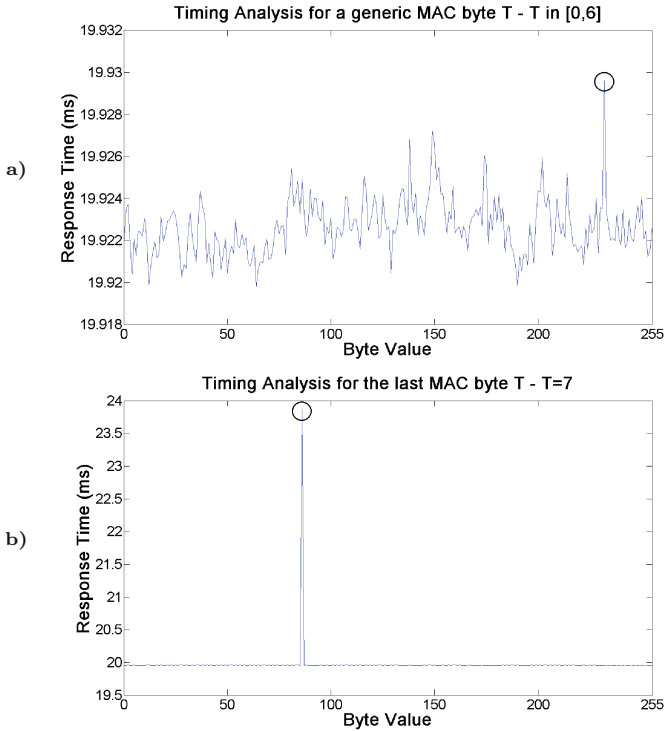 Timing Analysis for a generic MAC byte T - T in [0,6]
a)
Response Time (ms)
19.932
19.93
19.928
19.926
19.924
19.922
19.92
19.918
0 50 100 150 200 255
Byte Value
Timing Analysis for the last MAC byte T - T=7
b)
Response Time (ms)
24
23.5
23
22.5
22
21.5
21
20.5
20
19.5
0 50 100 150 200 255
Byte Value